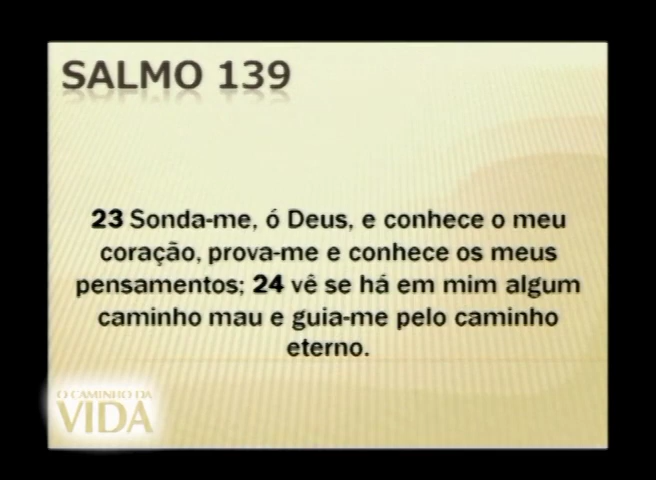 SALMO 139
23 Sonda-me, ó Deus, e conhece o meu
coração, prova-me e conhece os meus
pensamentos; 24 vê se há em mim algum
caminho mau e guia-me pelo caminho
eterno.
O CAMINHO DA
VIDA